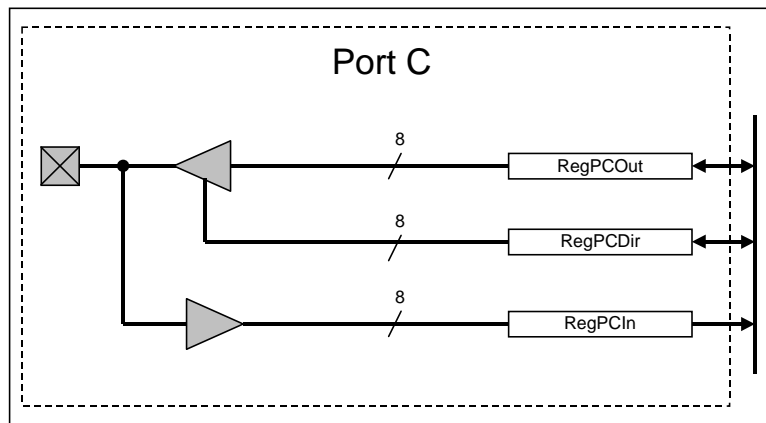 Port C
8
RegPCOut
8
RegPCDir
8
RegPCIn